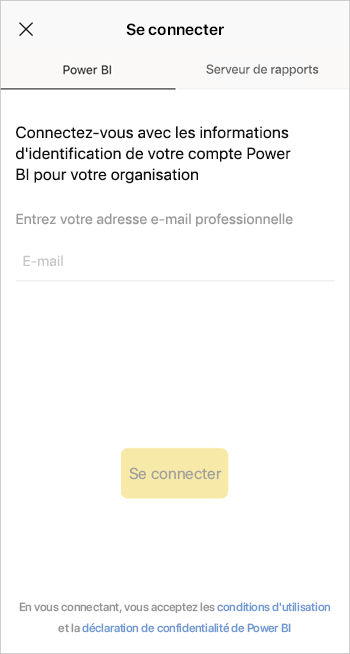 Se connecter
Power BI
Serveur de rapports
Connectez-vous avec les informations
d'identification de votre compte Power
BI pour votre organisation
Entrez votre adresse e-mail professionnelle
E-mail
Se connecter
En vous connectant, vous acceptez les conditions d'utilisation
et la déclaration de confidentialité de Power BI